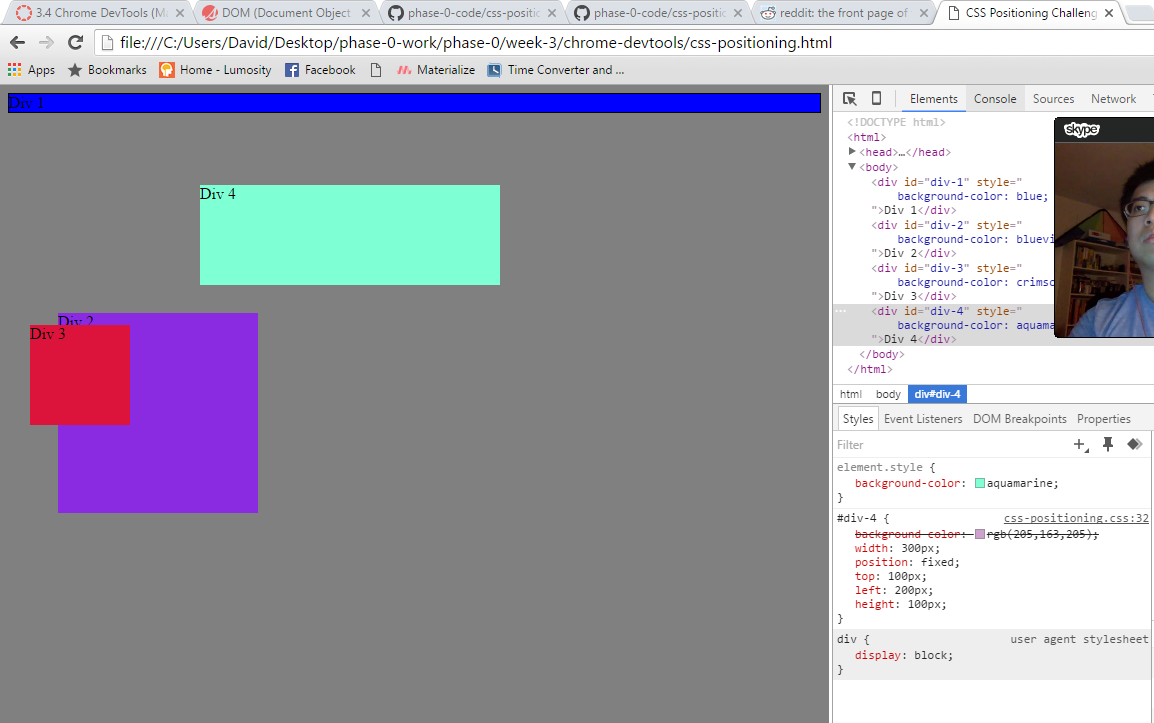 3.4 Chrome DevTools (Ma
DOM (Document Object
phase-0-code/css-positio
phase-0-code/css-positio
reddit: the front page of
CSS Positioning Challeng
file:///C:/Users/David/Desktop/phase-0-work/phase-0/week-3/chrome-devtools/css-positioning.html
Apps Bookmarks Home - Lumosity Facebook Materialize Time Converter and ...
Div 1
Div 4
Div 2
Div 3
Elements Console Sources Network
<!DOCTYPE html>
<html>
<head>…</head>
<body>
<div id="div-1" style="
background-color: blue;
">Div 1</div>
<div id="div-2" style="
background-color: bluevi
">Div 2</div>
<div id="div-3" style="
background-color: crimso
">Div 3</div>
<div id="div-4" style="
background-color: aquama
">Div 4</div>
</body>
</html>
skype
html body div#div-4
Styles Event Listeners DOM Breakpoints Properties
Filter
element.style {
background-color: aquamarine;
}
#div-4 { css-positioning.css:32
background-color: rgb(205,163,205);
width: 300px;
position: fixed;
top: 100px;
left: 200px;
height: 100px;
}
div { user agent stylesheet
display: block;
}